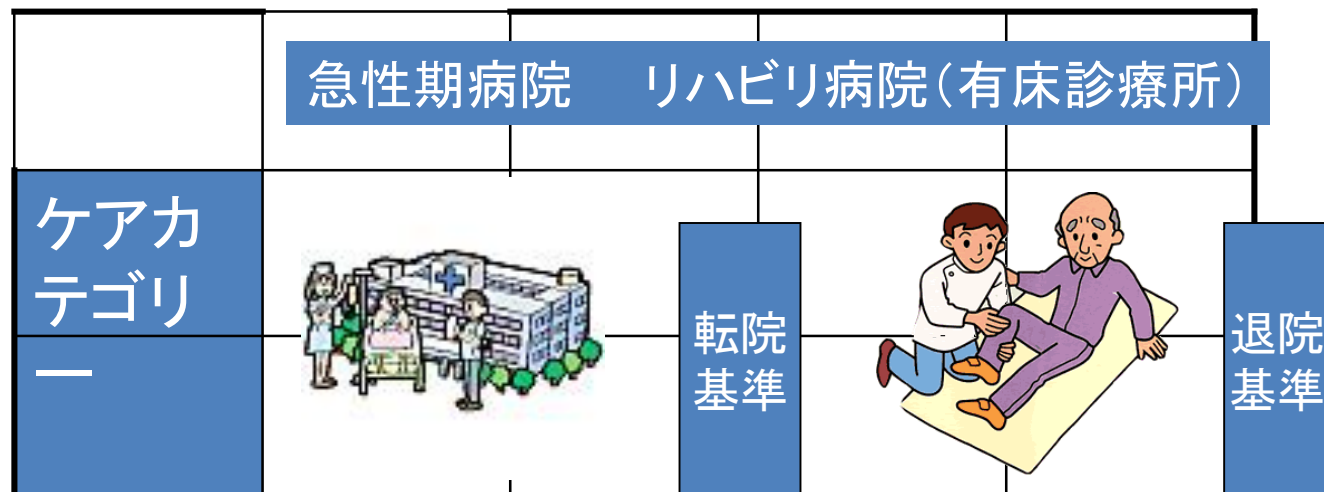 急性期病院　リハビリ病院（有床診療所）
ケアカ
テゴリ
ー
転院
基準
退院
基準